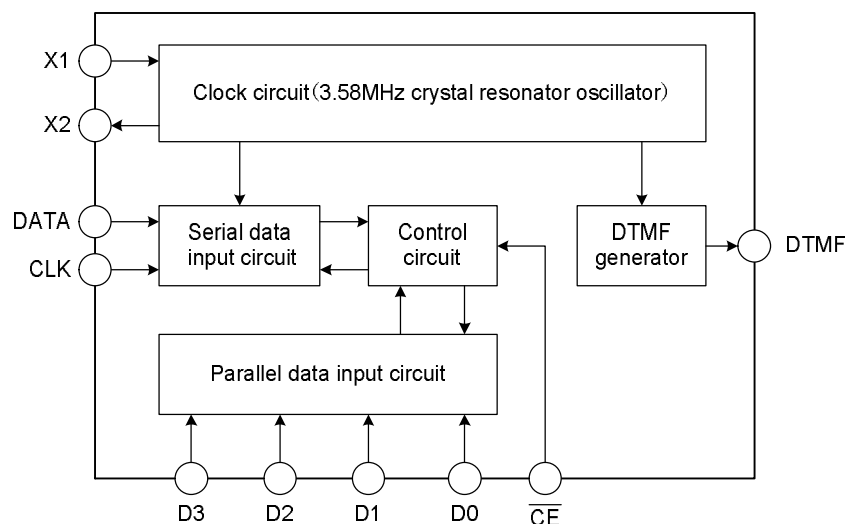 X1
Clock circuit(3.58MHz crystal resonator oscillator)
X2
DATA
Serial data
input circuit
Control
circuit
DTMF
generator
DTMF
CLK
Parallel data input circuit
D3
D2
D1
D0
CE